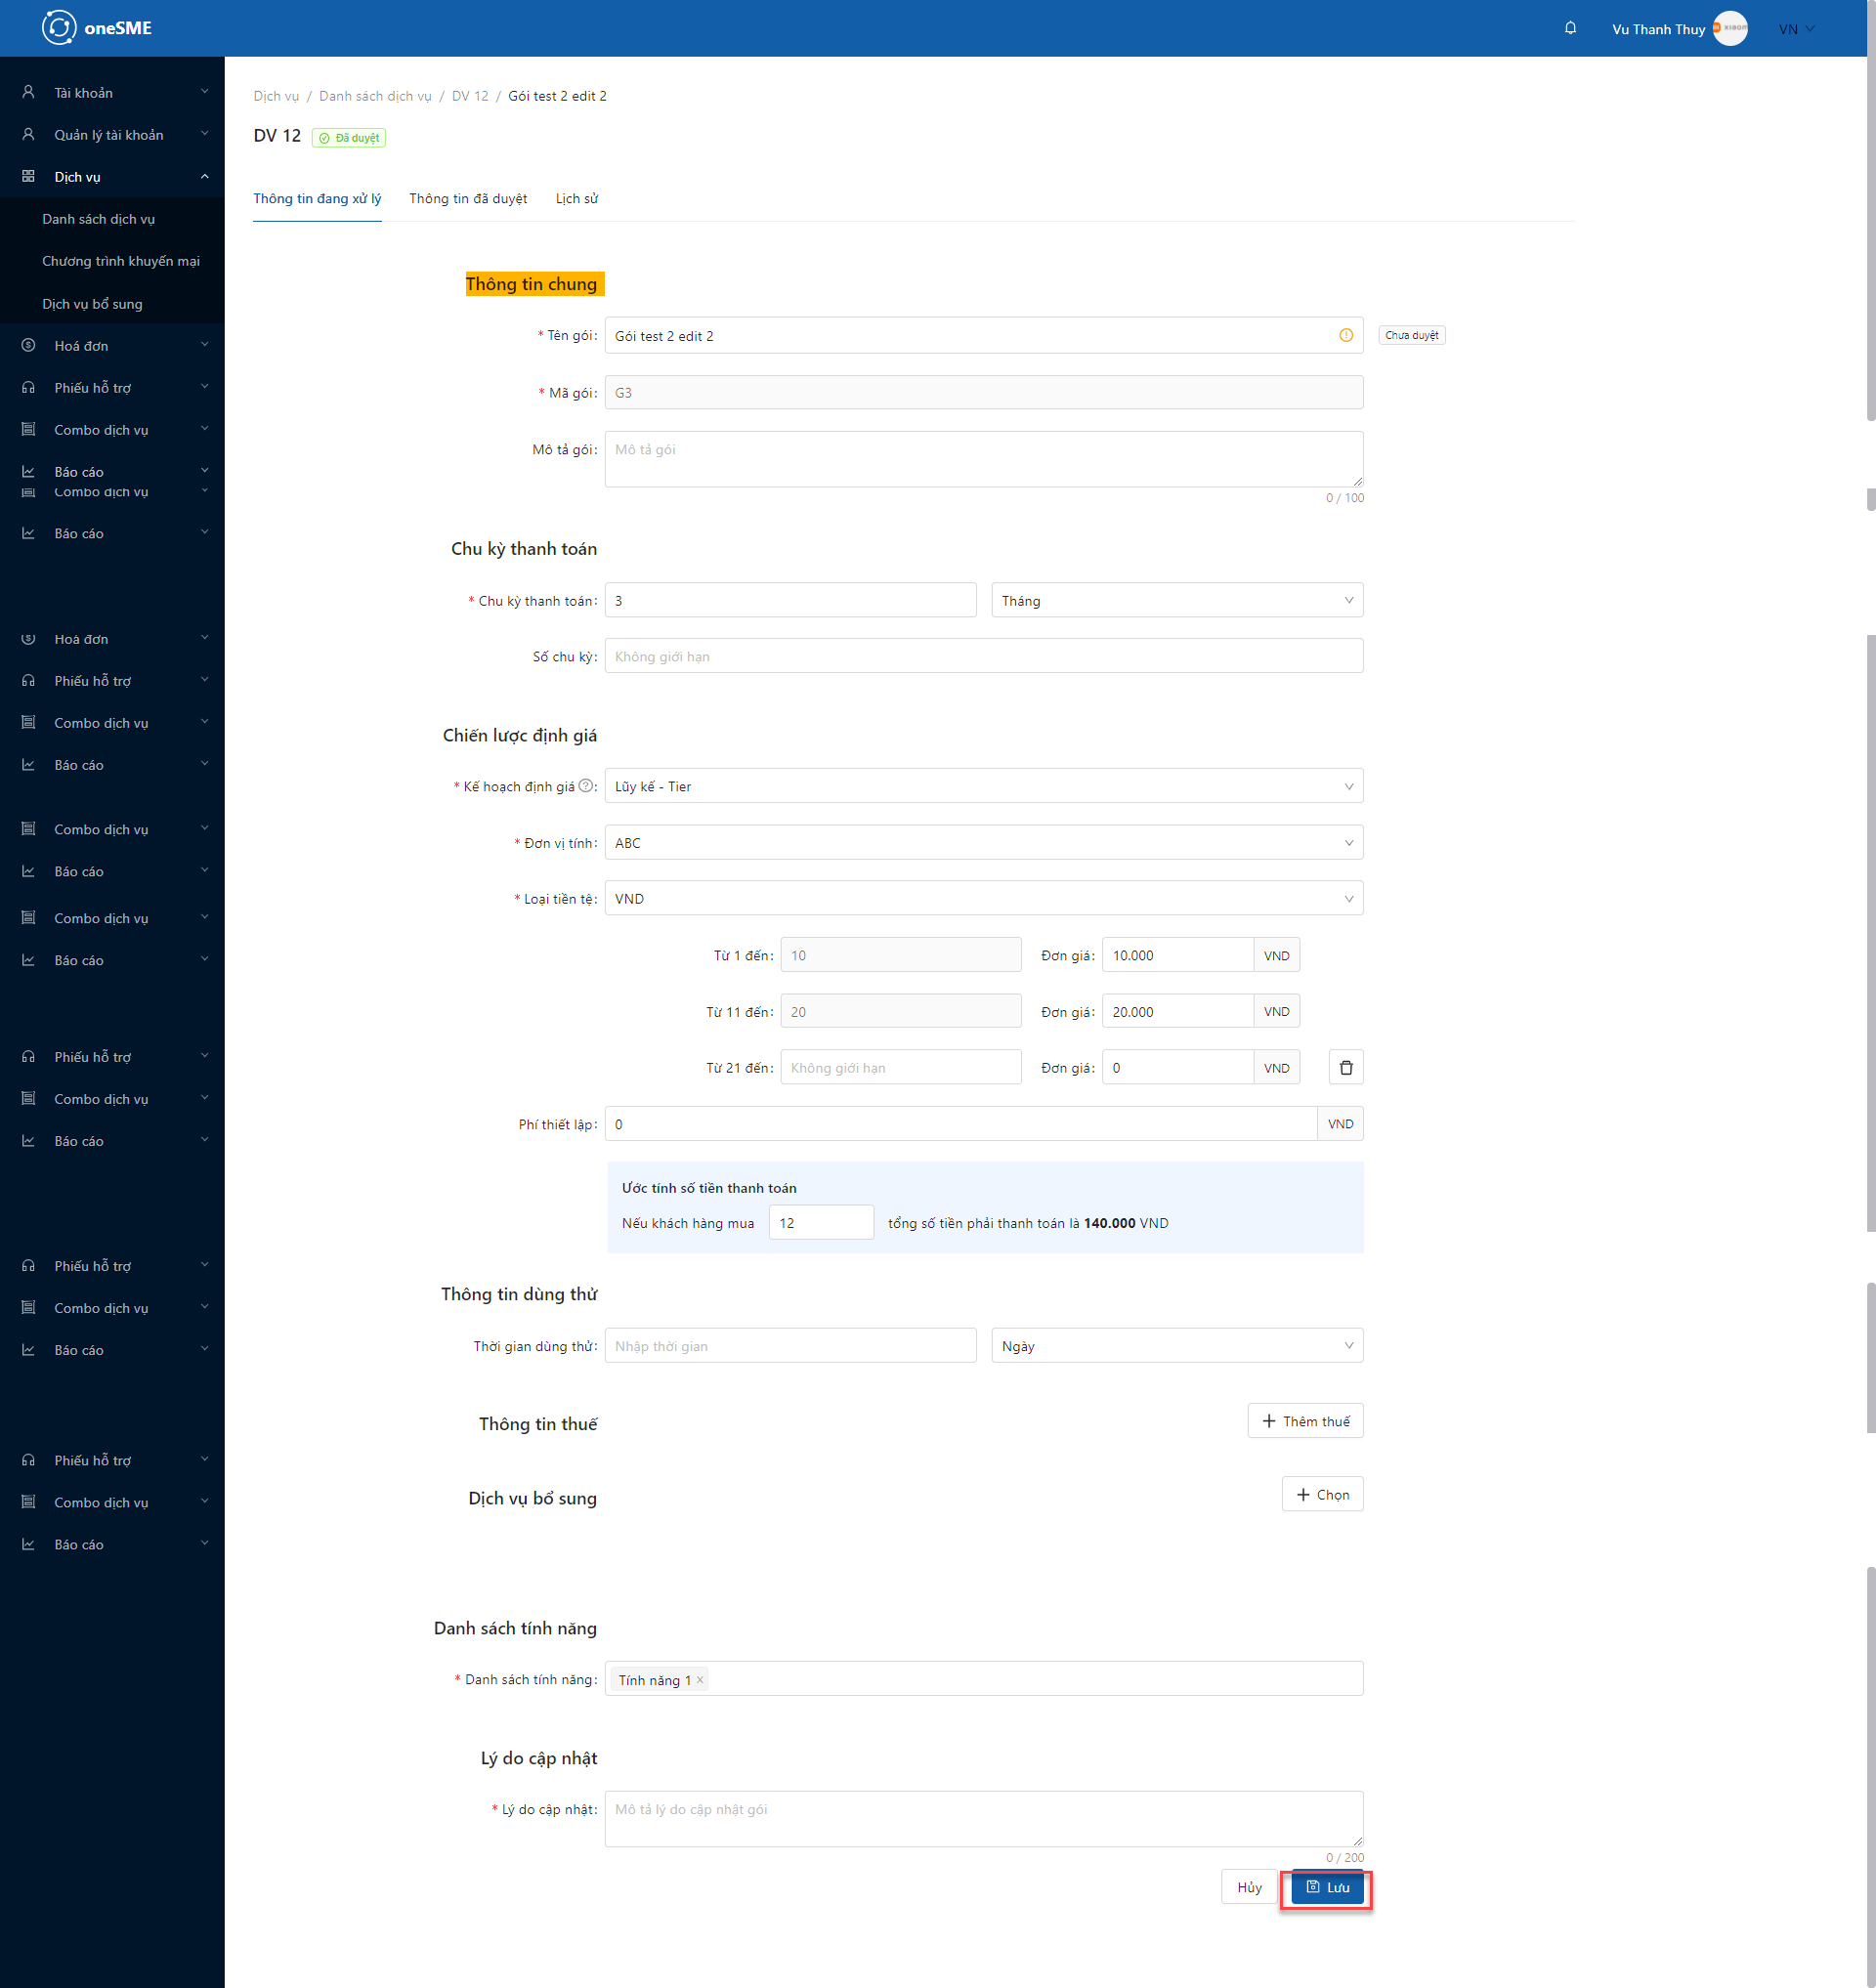 oneSME
Vu Thanh Thuy
VN
Tài khoản
Quản lý tài khoản
Dịch vụ
Danh sách dịch vụ
Chương trình khuyến mại
Dịch vụ bổ sung
Hoá đơn
Phiếu hỗ trợ
Combo dịch vụ
Báo cáo
Combo dịch vụ
Báo cáo
Hoá đơn
Phiếu hỗ trợ
Combo dịch vụ
Báo cáo
Combo dịch vụ
Báo cáo
Combo dịch vụ
Báo cáo
Phiếu hỗ trợ
Combo dịch vụ
Báo cáo
Phiếu hỗ trợ
Combo dịch vụ
Báo cáo
Phiếu hỗ trợ
Combo dịch vụ
Báo cáo
Dịch vụ / Danh sách dịch vụ / DV 12 / Gói test 2 edit 2
DV 12 Đã duyệt
Thông tin đang xử lý Thông tin đã duyệt Lịch sử
Thông tin chung
* Tên gói: Gói test 2 edit 2 Chưa duyệt
* Mã gói: G3
Mô tả gói: Mô tả gói
0 / 100
Chu kỳ thanh toán
* Chu kỳ thanh toán: 3 Tháng
Số chu kỳ: Không giới hạn
Chiến lược định giá
* Kế hoạch định giá : Lũy kế - Tier
* Đơn vị tính: ABC
* Loại tiền tệ: VND
Từ 1 đến: 10 Đơn giá: 10.000 VND
Từ 11 đến: 20 Đơn giá: 20.000 VND
Từ 21 đến: Không giới hạn Đơn giá: 0 VND
Phí thiết lập: 0 VND
Ước tính số tiền thanh toán
Nếu khách hàng mua 12 tổng số tiền phải thanh toán là 140.000 VND
Thông tin dùng thử
Thời gian dùng thử: Nhập thời gian Ngày
Thông tin thuế + Thêm thuế
Dịch vụ bổ sung + Chọn
Danh sách tính năng
* Danh sách tính năng: Tính năng 1 ×
Lý do cập nhật
* Lý do cập nhật: Mô tả lý do cập nhật gói
0 / 200
Hủy Lưu